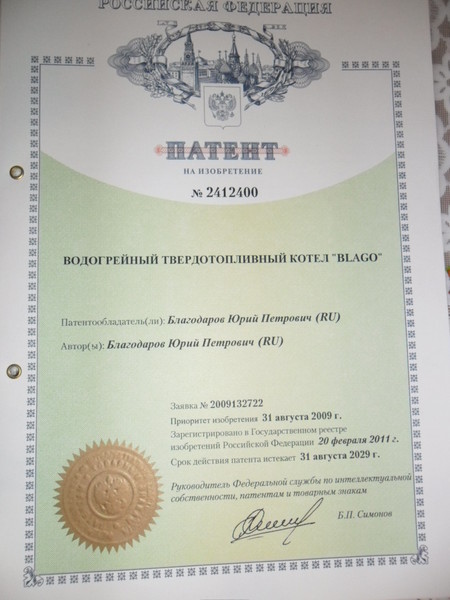 РОССИЙСКАЯ ФЕДЕРАЦИЯ
ПАТЕНТ
НА ИЗОБРЕТЕНИЕ
№ 2412400
ВОДОГРЕЙНЫЙ ТВЕРДОТОПЛИВНЫЙ КОТЕЛ "BLAGO"
Патентообладатель(ли): Благодаров Юрий Петрович (RU)
Автор(ы): Благодаров Юрий Петрович (RU)
Заявка № 2009132722
Приоритет изобретения 31 августа 2009 г.
Зарегистрировано в Государственном реестре
изобретений Российской Федерации 20 февраля 2011 г.
Срок действия патента истекает 31 августа 2029 г.
Руководитель Федеральной службы по интеллектуальной
собственности, патентам и товарным знакам
Б.П. Симонов